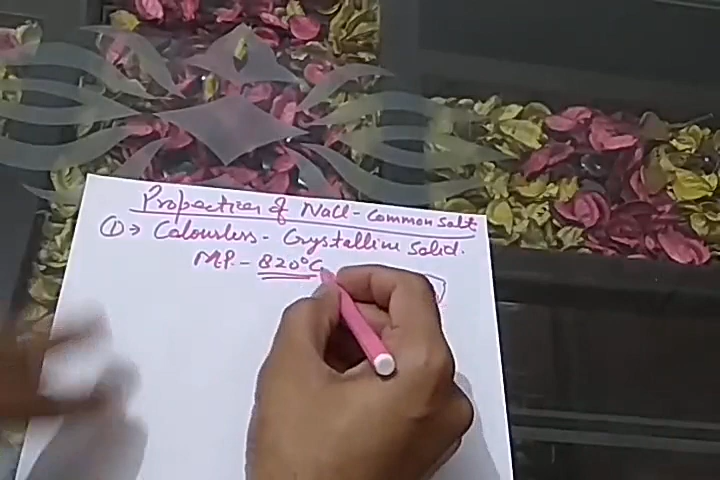 Properties of NaCl - Common Salt
① → Colourless - Crystalline Solid.
M.P. - 820°C